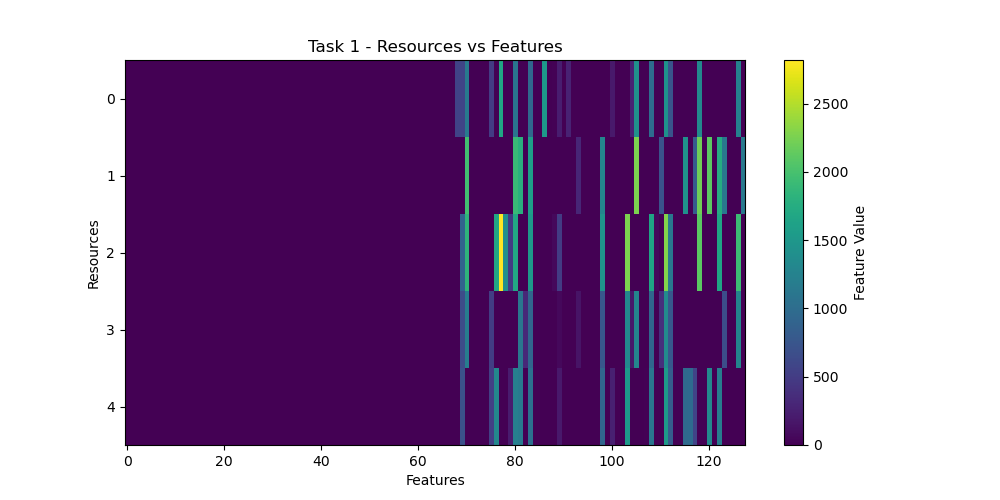 Task 1 - Resources vs Features
Resources
0
1
2
3
4
0 20 40 60 80 100 120
Features
2500
2000
1500
1000
500
0
Feature Value